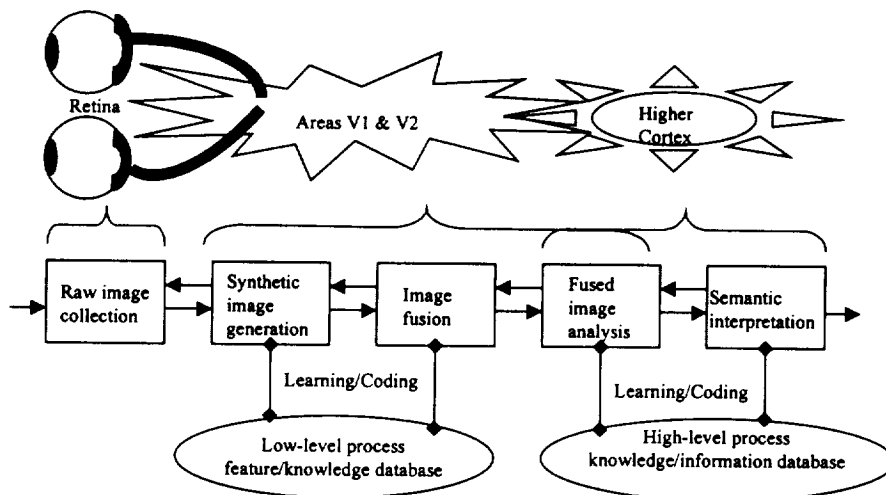 Retina
Areas V1 & V2
Higher
Cortex
Raw image
collection
Synthetic
image
generation
Image
fusion
Fused
image
analysis
Semantic
interpretation
Learning/Coding
Learning/Coding
Low-level process
feature/knowledge database
High-level process
knowledge/information database